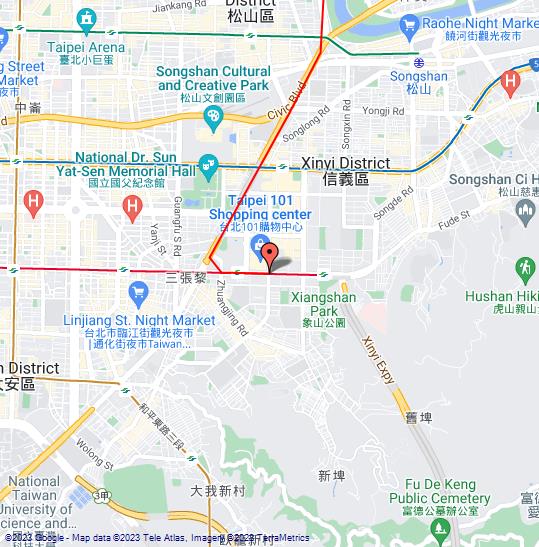 District
松山區
Jiankang Rd
Raohe Night Market
饒河街觀光夜市
Taipei Arena
臺北小巨蛋
Songshan
松山
Songshan Cultural
and Creative Park
松山文創園區
Street
Market
中崙
Civic Blvd
Yongji Rd
Songlong Rd
Songxin Rd
National Dr. Sun
Yat-Sen Memorial Hall
國立國父紀念館
Xinyi District
信義區
Songshan Ci H
松山慈惠
Songde Rd
Fude St
Taipei 101
Shopping center
台北101購物中心
Guangfu S Rd
Yanji St
三張黎
Zhuangjing Rd
Xiangshan
Park
象山公園
Hushan Hiki
虎山親山
Linjiang St. Night Market
台北市臨江街觀光夜市
|通化街夜市Taiwan...
Xinyi Expy
District
大安區
和平東路三段
舊埤
Wolong St
新埤
National
Taiwan
University of
Science and...
3甲
大我新村
Fu De Keng
Public Cemetery
富德公墓辦公室
臥龍新村
©2023 Google - Map data ©2023 Tele Atlas, Imagery ©2023 TerraMetrics